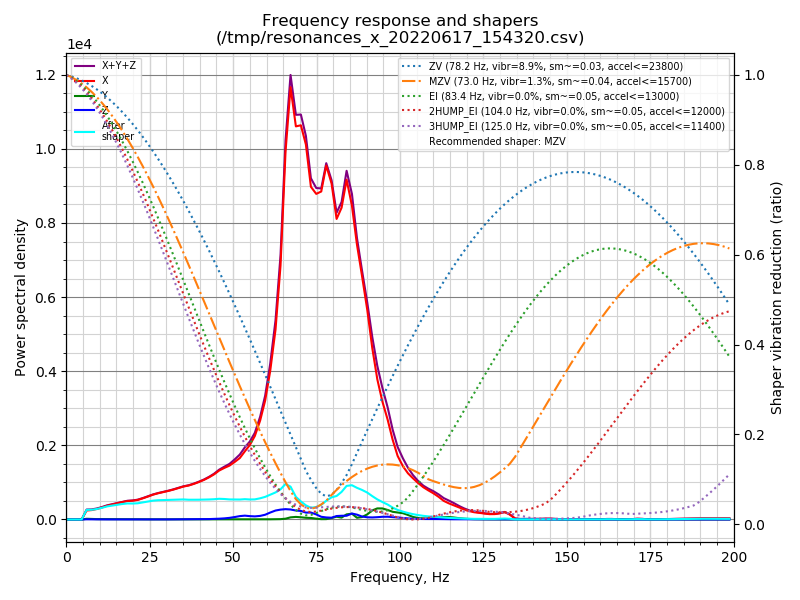 Frequency response and shapers
(/tmp/resonances_x_20220617_154320.csv)
1e4
X+Y+Z
X
Y
Z
After
shaper
ZV (78.2 Hz, vibr=8.9%, sm~=0.03, accel<=23800)
MZV (73.0 Hz, vibr=1.3%, sm~=0.04, accel<=15700)
EI (83.4 Hz, vibr=0.0%, sm~=0.05, accel<=13000)
2HUMP_EI (104.0 Hz, vibr=0.0%, sm~=0.05, accel<=12000)
3HUMP_EI (125.0 Hz, vibr=0.0%, sm~=0.05, accel<=11400)
Recommended shaper: MZV
Power spectral density
1.2
1.0
0.8
0.6
0.4
0.2
0.0
1.0
0.8
0.6
0.4
0.2
0.0
Shaper vibration reduction (ratio)
0 25 50 75 100 125 150 175 200
Frequency, Hz